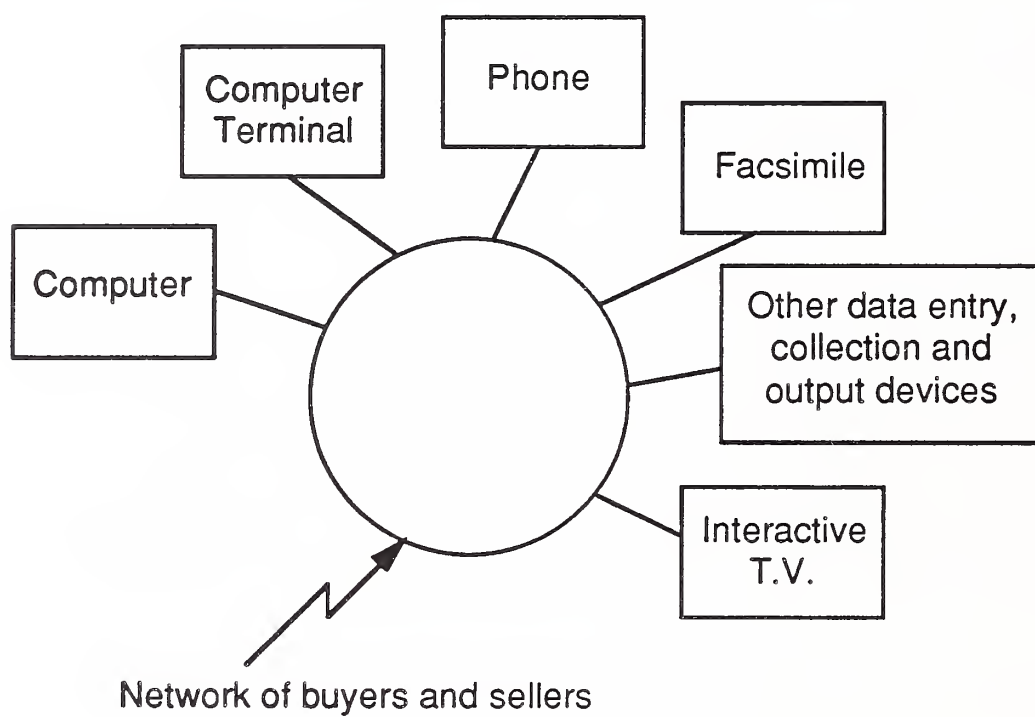 Phone
Computer
Terminal
Facsimile
Computer
Other data entry,
collection and
output devices
Interactive
T.V.
Network of buyers and sellers